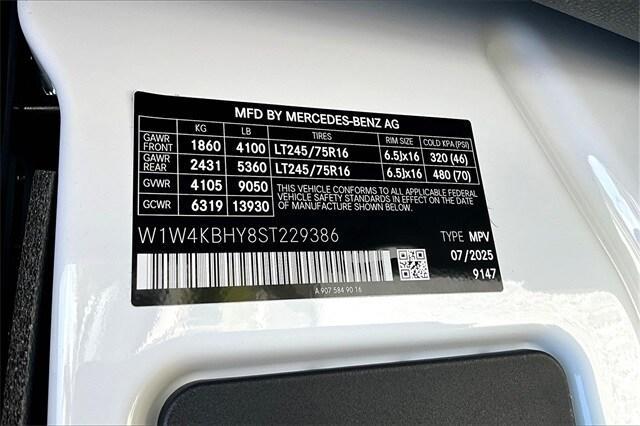 MFD BY MERCEDES-BENZ AG
KG LB TIRES RIM SIZE COLD KPA (PSI)
GAWR FRONT 1860 4100 LT245/75R16 6.5Jx16 320 (46)
GAWR REAR 2431 5360 LT245/75R16 6.5Jx16 480 (70)
GVWR 4105 9050 THIS VEHICLE CONFORMS TO ALL APPLICABLE FEDERAL
VEHICLE SAFETY STANDARDS IN EFFECT ON THE DATE OF
GCWR 6319 13930 MANUFACTURE SHOWN ABOVE.
W1W4KBHY8ST229386 TYPE MPV
07/2025
9147
A 907 584 90 16